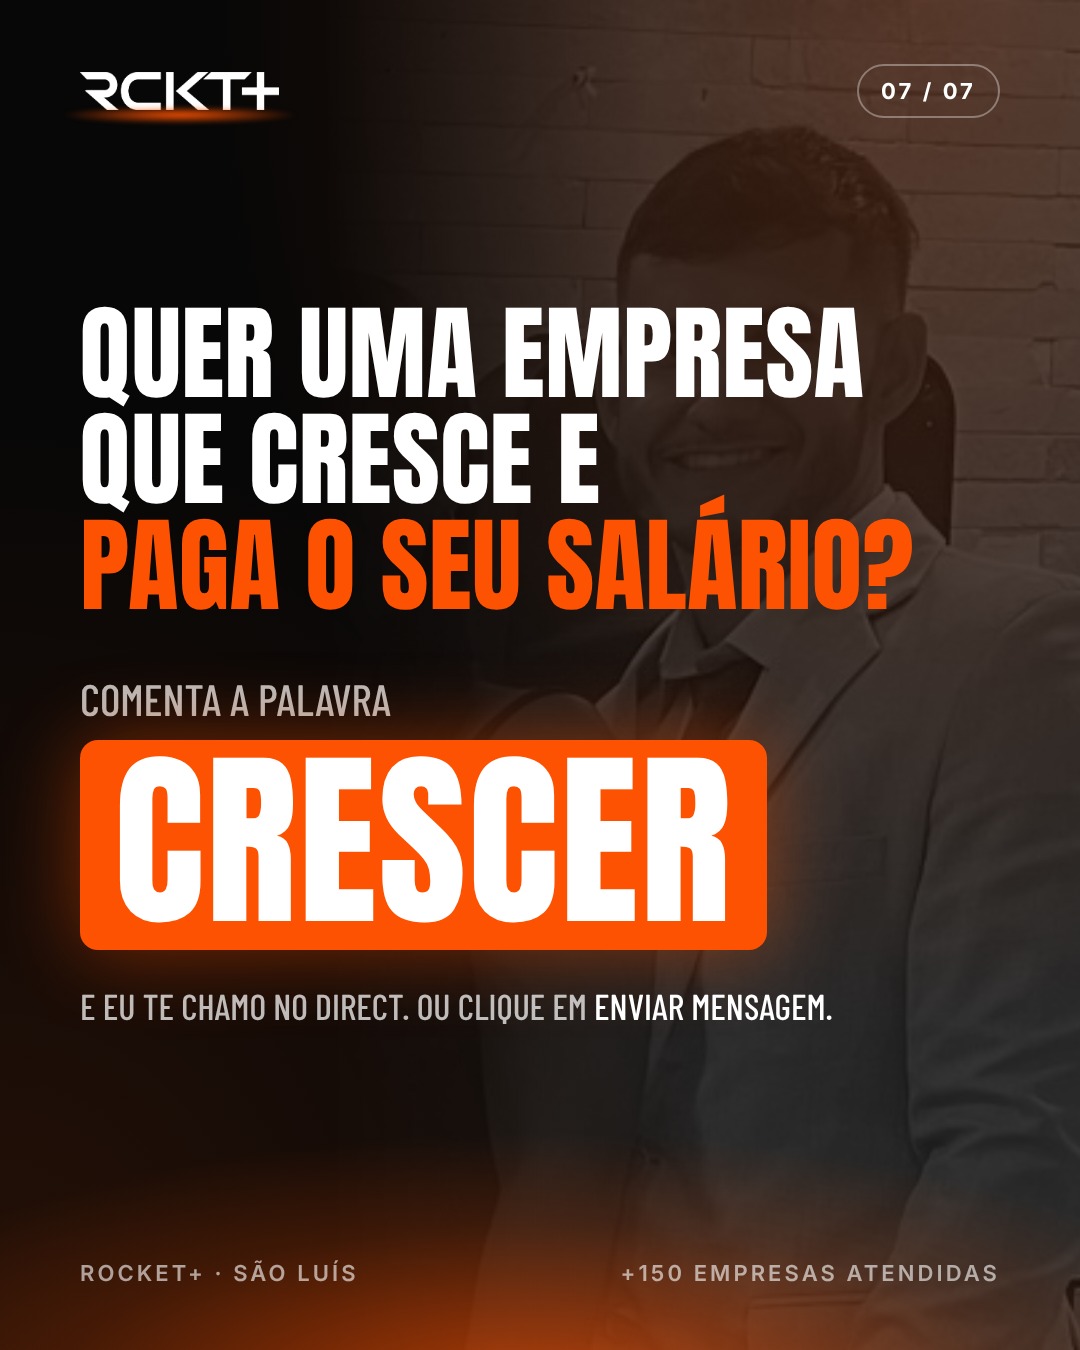 RCKT+
07 / 07
QUER UMA EMPRESA
QUE CRESCE E
PAGA O SEU SALÁRIO?
COMENTA A PALAVRA
CRESCER
E EU TE CHAMO NO DIRECT. OU CLIQUE EM ENVIAR MENSAGEM.
ROCKET+ · SÃO LUÍS
+150 EMPRESAS ATENDIDAS